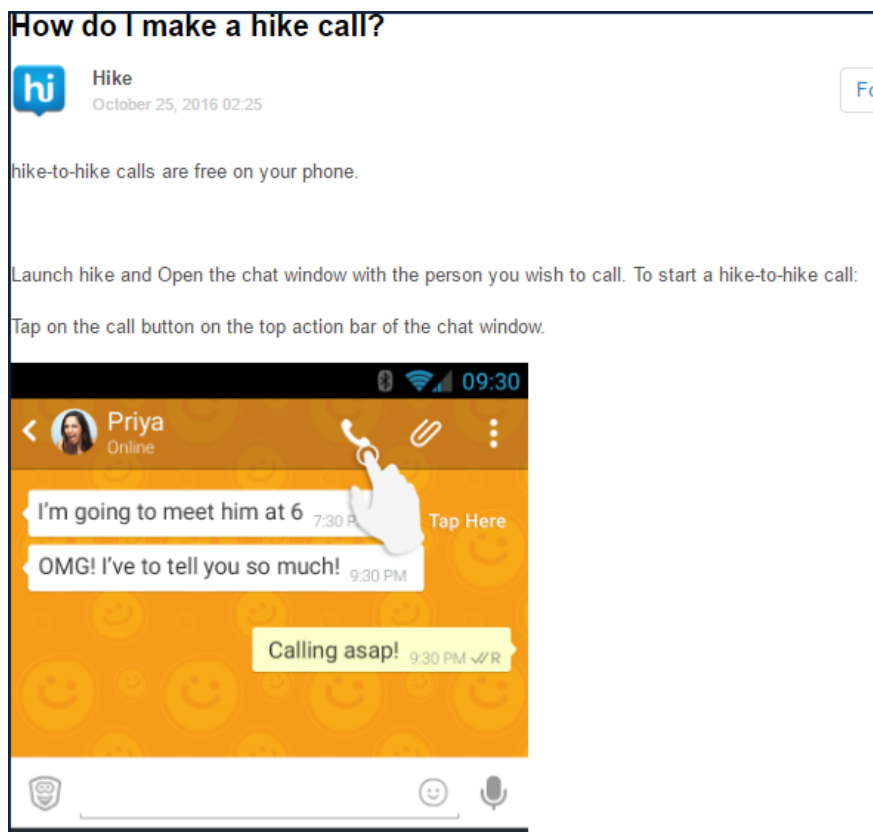 How do I make a hike call?
hi
Hike
October 25, 2016 02:25
hike-to-hike calls are free on your phone.
Launch hike and Open the chat window with the person you wish to call. To start a hike-to-hike call:
Tap on the call button on the top action bar of the chat window.
09:30
Priya
Online
I'm going to meet him at 6 7:30
Tap Here
OMG! I've to tell you so much! 9:30 PM
Calling asap! 9:30 PM R